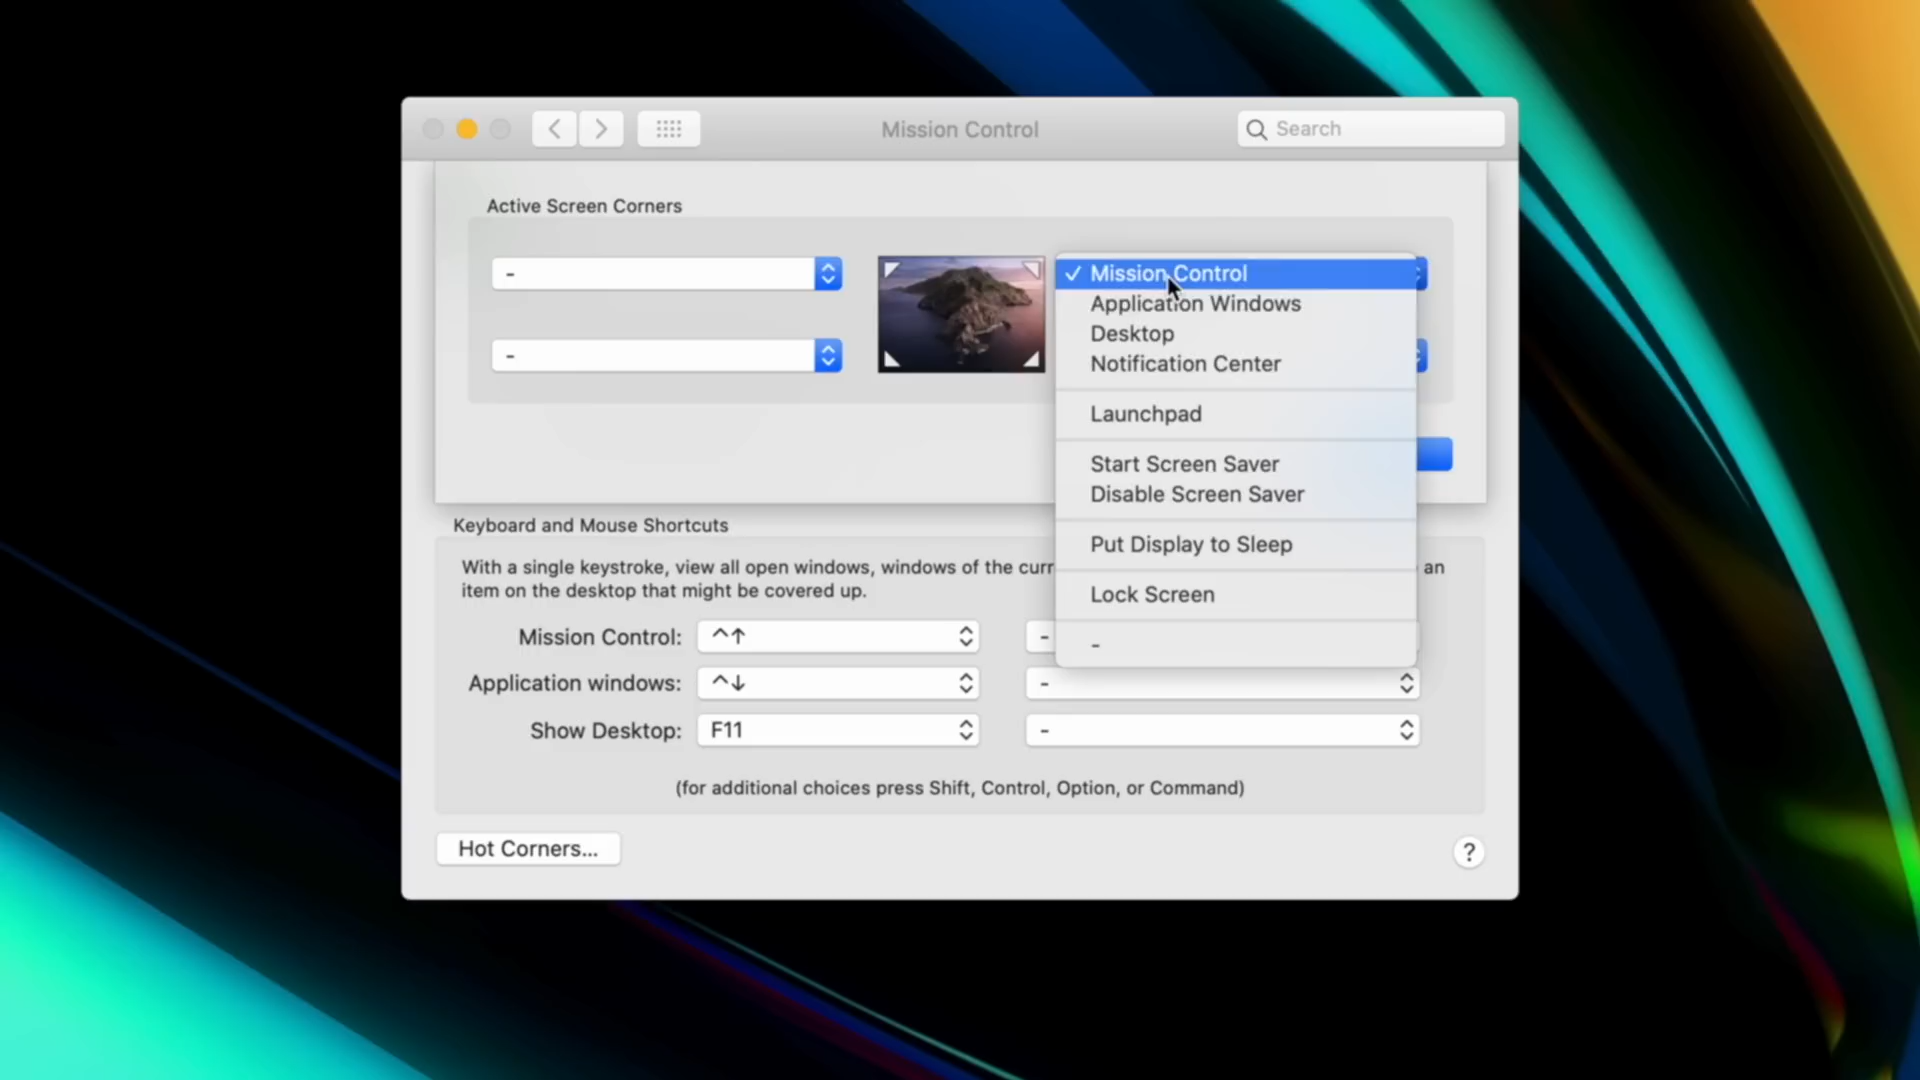 Mission Control
Search
Active Screen Corners
-
✓ Mission Control
Application Windows
Desktop
Notification Center
-
Launchpad
Start Screen Saver
Disable Screen Saver
Put Display to Sleep
Lock Screen
-
Keyboard and Mouse Shortcuts
With a single keystroke, view all open windows, windows of the curr
an
item on the desktop that might be covered up.
Mission Control: ^↑ -
Application windows: ^↓ -
Show Desktop: F11 -
(for additional choices press Shift, Control, Option, or Command)
Hot Corners... ?